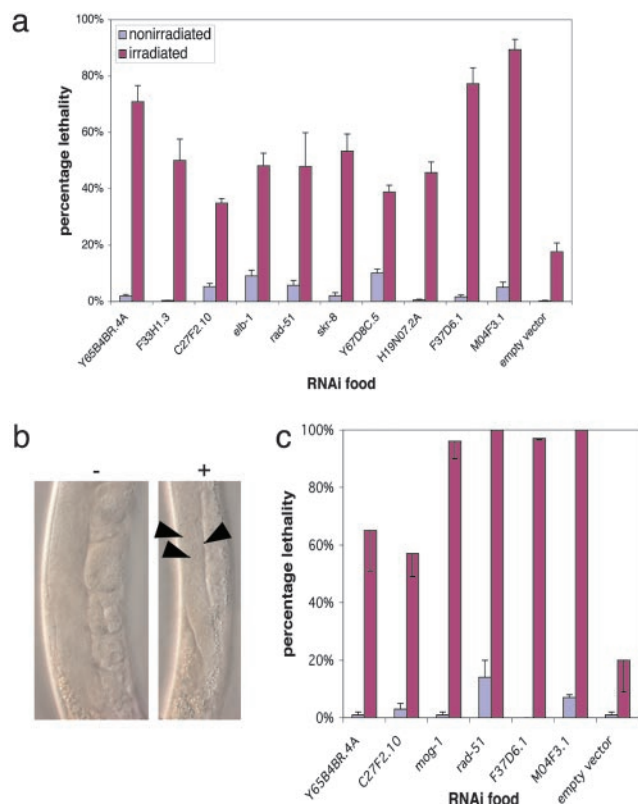 a
nonirradiated
irradiated
100%
80%
60%
40%
20%
0%
percentage lethality
Y65B4BR.4A
F33H1.3
C27F2.10
elb-1
rad-51
skr-8
Y67D8C.5
H19N07.2A
F37D6.1
M04F3.1
empty vector
RNAi food
b
-
+
c
100%
80%
60%
40%
20%
0%
percentage lethality
Y65B4BR.4A
C27F2.10
mog-1
rad-51
F37D6.1
M04F3.1
empty vector
RNAi food